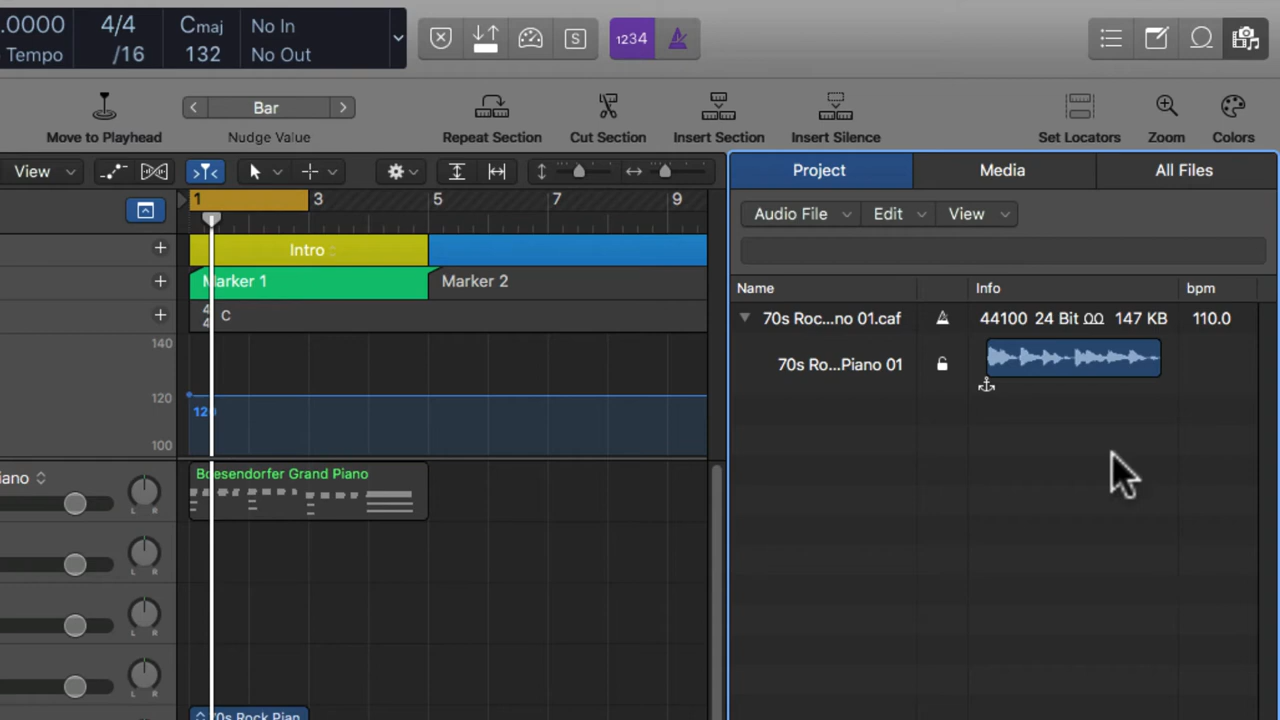 .0000 4/4 Cmaj No In
Tempo /16 132 No Out
S 1234
Move to Playhead
Bar
Nudge Value
Repeat Section
Cut Section
Insert Section
Insert Silence
Set Locators
Zoom
Colors
View
1 3 5 7 9
Intro
Marker 1 Marker 2
4
4 C
140
120
120
100
iano
Boesendorfer Grand Piano
L R
L R
L R
L R
70s Rock Pian
Project Media All Files
Audio File Edit View
Name Info bpm
70s Roc...no 01.caf 44100 24 Bit 147 KB 110.0
70s Ro...Piano 01